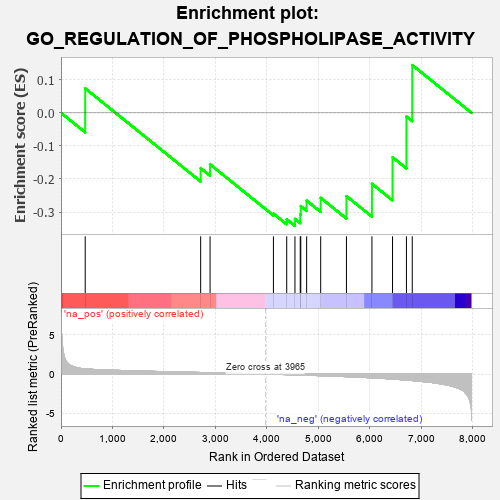 Enrichment plot:
GO_REGULATION_OF_PHOSPHOLIPASE_ACTIVITY
Enrichment score (ES)
0.1
0.0
-0.1
-0.2
-0.3
'na_pos' (positively correlated)
Ranked list metric (PreRanked)
5
0
-5
Zero cross at 3965
'na_neg' (negatively correlated)
0 1,000 2,000 3,000 4,000 5,000 6,000 7,000 8,000
Rank in Ordered Dataset
Enrichment profile Hits Ranking metric scores